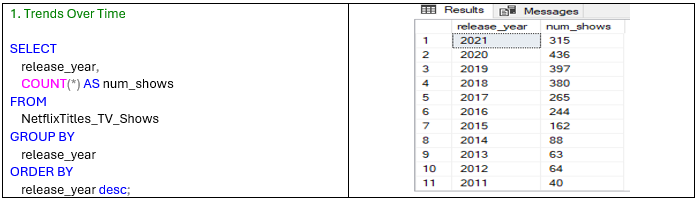 1. Trends Over Time
SELECT
release_year,
COUNT(*) AS num_shows
FROM
NetflixTitles_TV_Shows
GROUP BY
release_year
ORDER BY
release_year desc;
Results Messages
release_year num_shows
1 2021 315
2 2020 436
3 2019 397
4 2018 380
5 2017 265
6 2016 244
7 2015 162
8 2014 88
9 2013 63
10 2012 64
11 2011 40